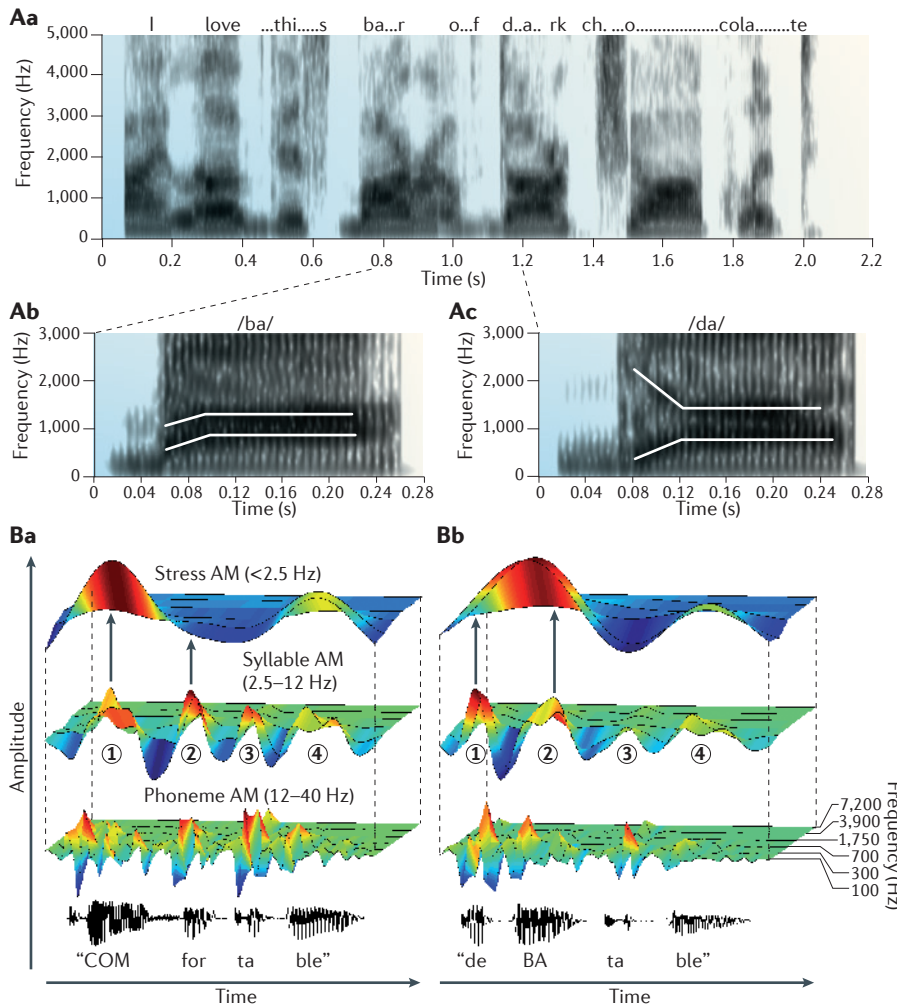 Aa
I love ...thi.....s ba...r o...f d..a.. rk ch. ...o.....................cola........te
5,000
4,000
3,000
2,000
1,000
0
Frequency (Hz)
0 0.2 0.4 0.6 0.8 1.0 1.2 1.4 1.6 1.8 2.0 2.2
Time (s)
Ab
/ba/
3,000
2,000
1,000
0
Frequency (Hz)
0 0.04 0.08 0.12 0.16 0.20 0.24 0.28
Time (s)
Ac
/da/
3,000
2,000
1,000
0
Frequency (Hz)
0 0.04 0.08 0.12 0.16 0.20 0.24 0.28
Time (s)
Ba
Bb
Amplitude
Stress AM (<2.5 Hz)
Syllable AM
(2.5–12 Hz)
1 2 3 4
1 2 3 4
Phoneme AM (12–40 Hz)
7,200
3,900
1,750
700
300
100
Frequency (Hz)
“COM for ta ble”
“de BA ta ble”
Time
Time